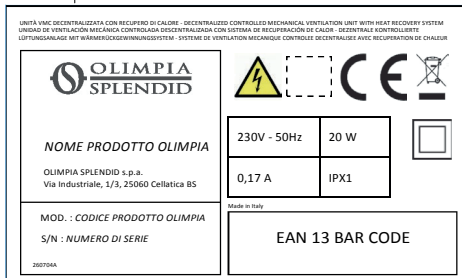 UNITÀ VMC DECENTRALIZZATA CON RECUPERO DI CALORE - DECENTRALIZED CONTROLLED MECHANICAL VENTILATION UNIT WITH HEAT RECOVERY SYSTEM
UNIDAD DE VENTILACIÓN MECÁNICA CONTROLADA DESCENTRALIZADA CON SISTEMA DE RECUPERACIÓN DE CALOR - DEZENTRALE KONTROLLIERTE
LÜFTUNGSANLAGE MIT WÄRMERÜCKGEWINNUNGSSYSTEM - SYSTEME DE VENTILATION MECANIQUE CONTROLEE DECENTRALISEE AVEC RECUPERATION DE CHALEUR
OLIMPIA
SPLENDID
CE
NOME PRODOTTO OLIMPIA
OLIMPIA SPLENDID s.p.a.
Via Industriale, 1/3, 25060 Cellatica BS
230V - 50Hz
20 W
0,17 A
IPX1
Made in Italy
MOD. : CODICE PRODOTTO OLIMPIA
S/N : NUMERO DI SERIE
260704A
EAN 13 BAR CODE